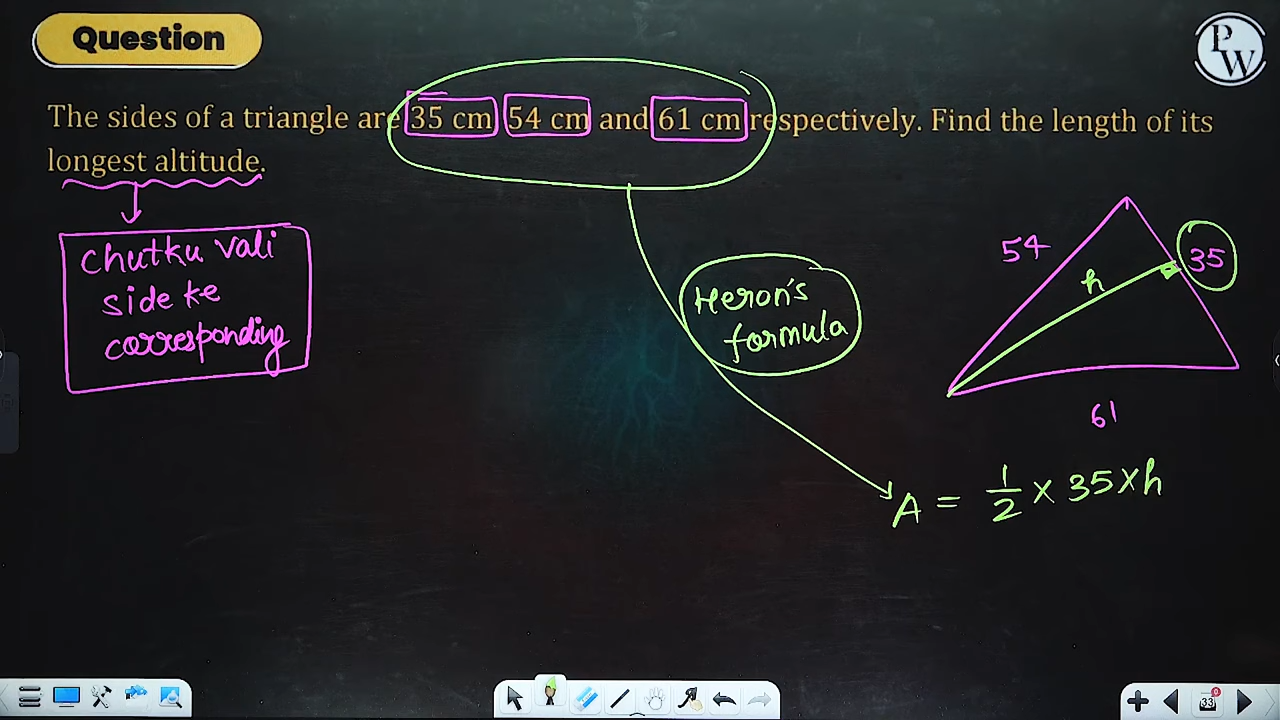 Question
PW
The sides of a triangle are 35 cm 54 cm and 61 cm respectively. Find the length of its
longest altitude.
Chutku vali
side ke
corresponding
Heron's
formula
54
h
35
61
A = 1/2 × 35 × h
33